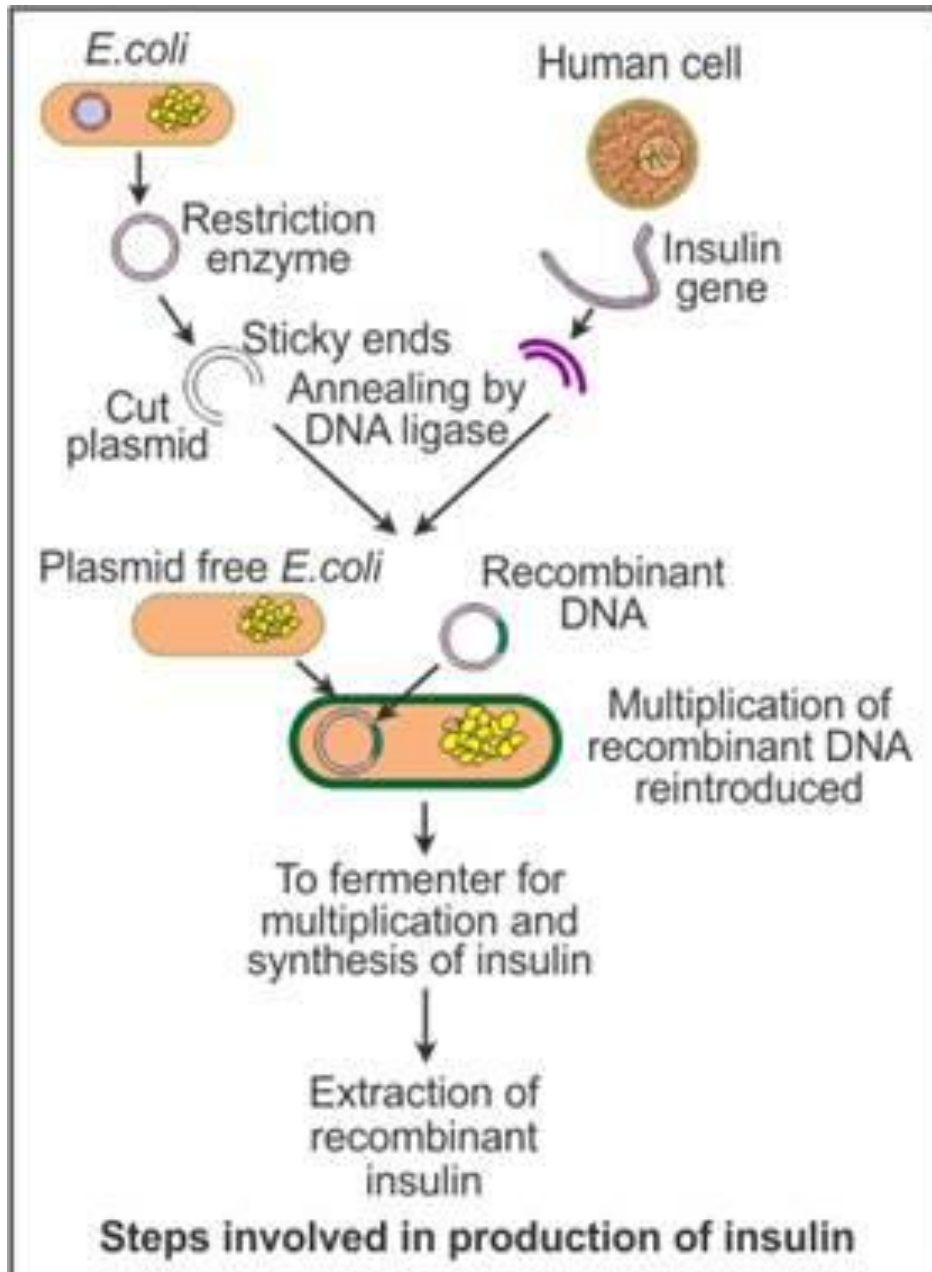 E.coli
Human cell
Restriction
enzyme
Insulin
gene
Sticky ends
Cut
plasmid
Annealing by
DNA ligase
Plasmid free E.coli
Recombinant
DNA
Multiplication of
recombinant DNA
reintroduced
To fermenter for
multiplication and
synthesis of insulin
Extraction of
recombinant
insulin
Steps involved in production of insulin